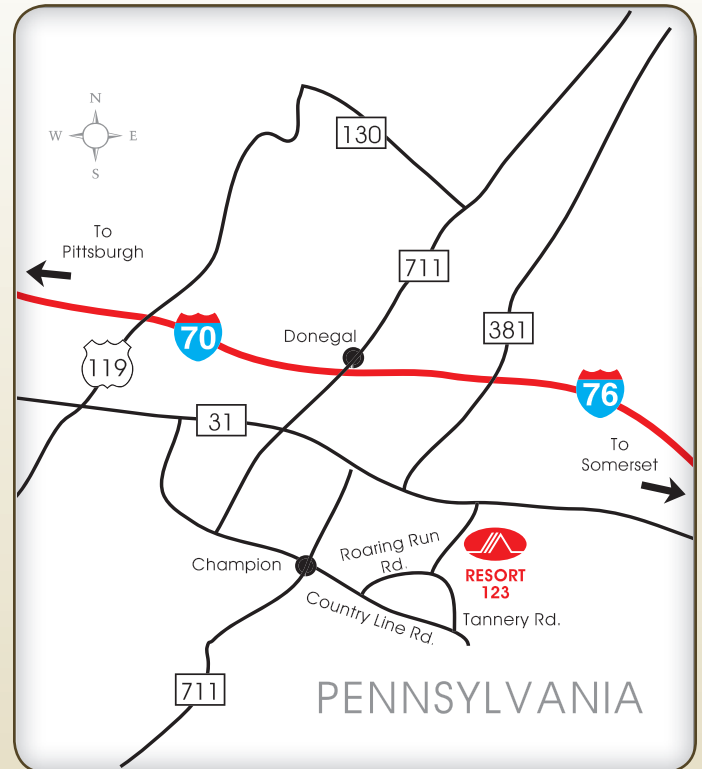 N
W
E
S
130
To
Pittsburgh
711
70
Donegal
381
119
76
31
To
Somerset
Roaring Run
Rd.
Champion
RESORT
123
Country Line Rd.
Tannery Rd.
711
PENNSYLVANIA